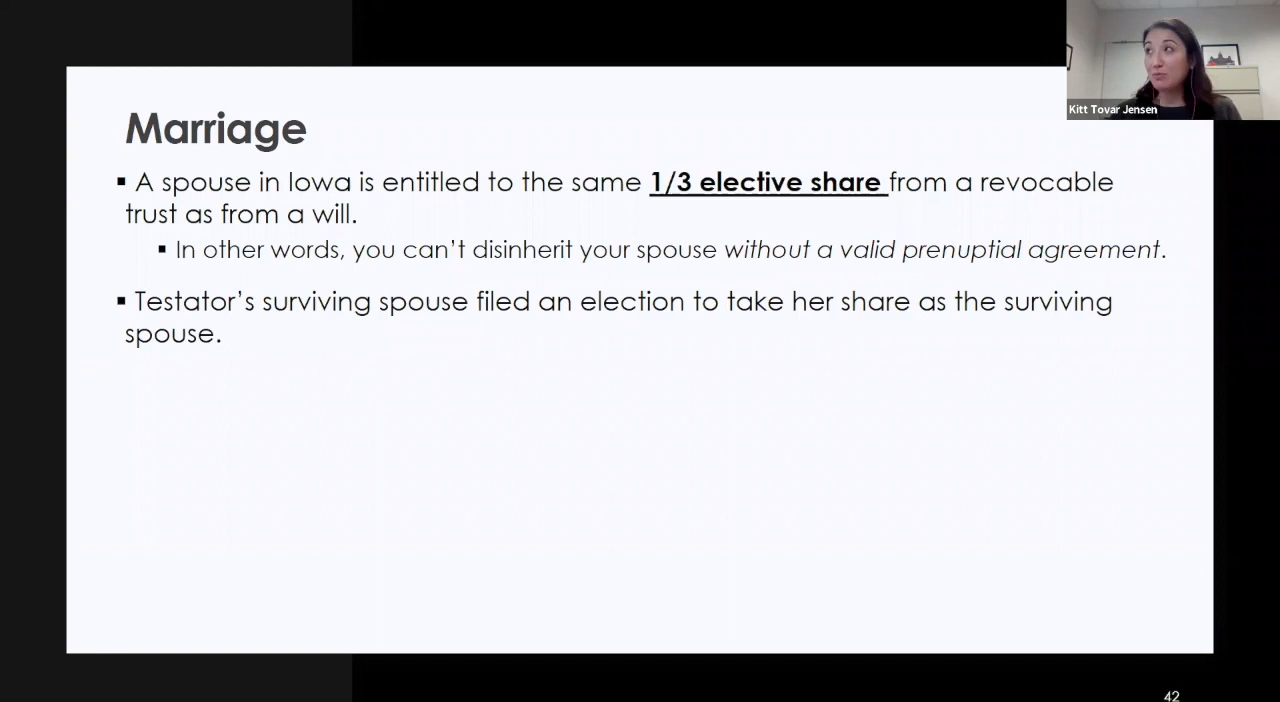 Marriage
▪ A spouse in Iowa is entitled to the same 1/3 elective share from a revocable
trust as from a will.
▪ In other words, you can't disinherit your spouse without a valid prenuptial agreement.
▪ Testator's surviving spouse filed an election to take her share as the surviving
spouse.
Kitt Tovar Jensen
42